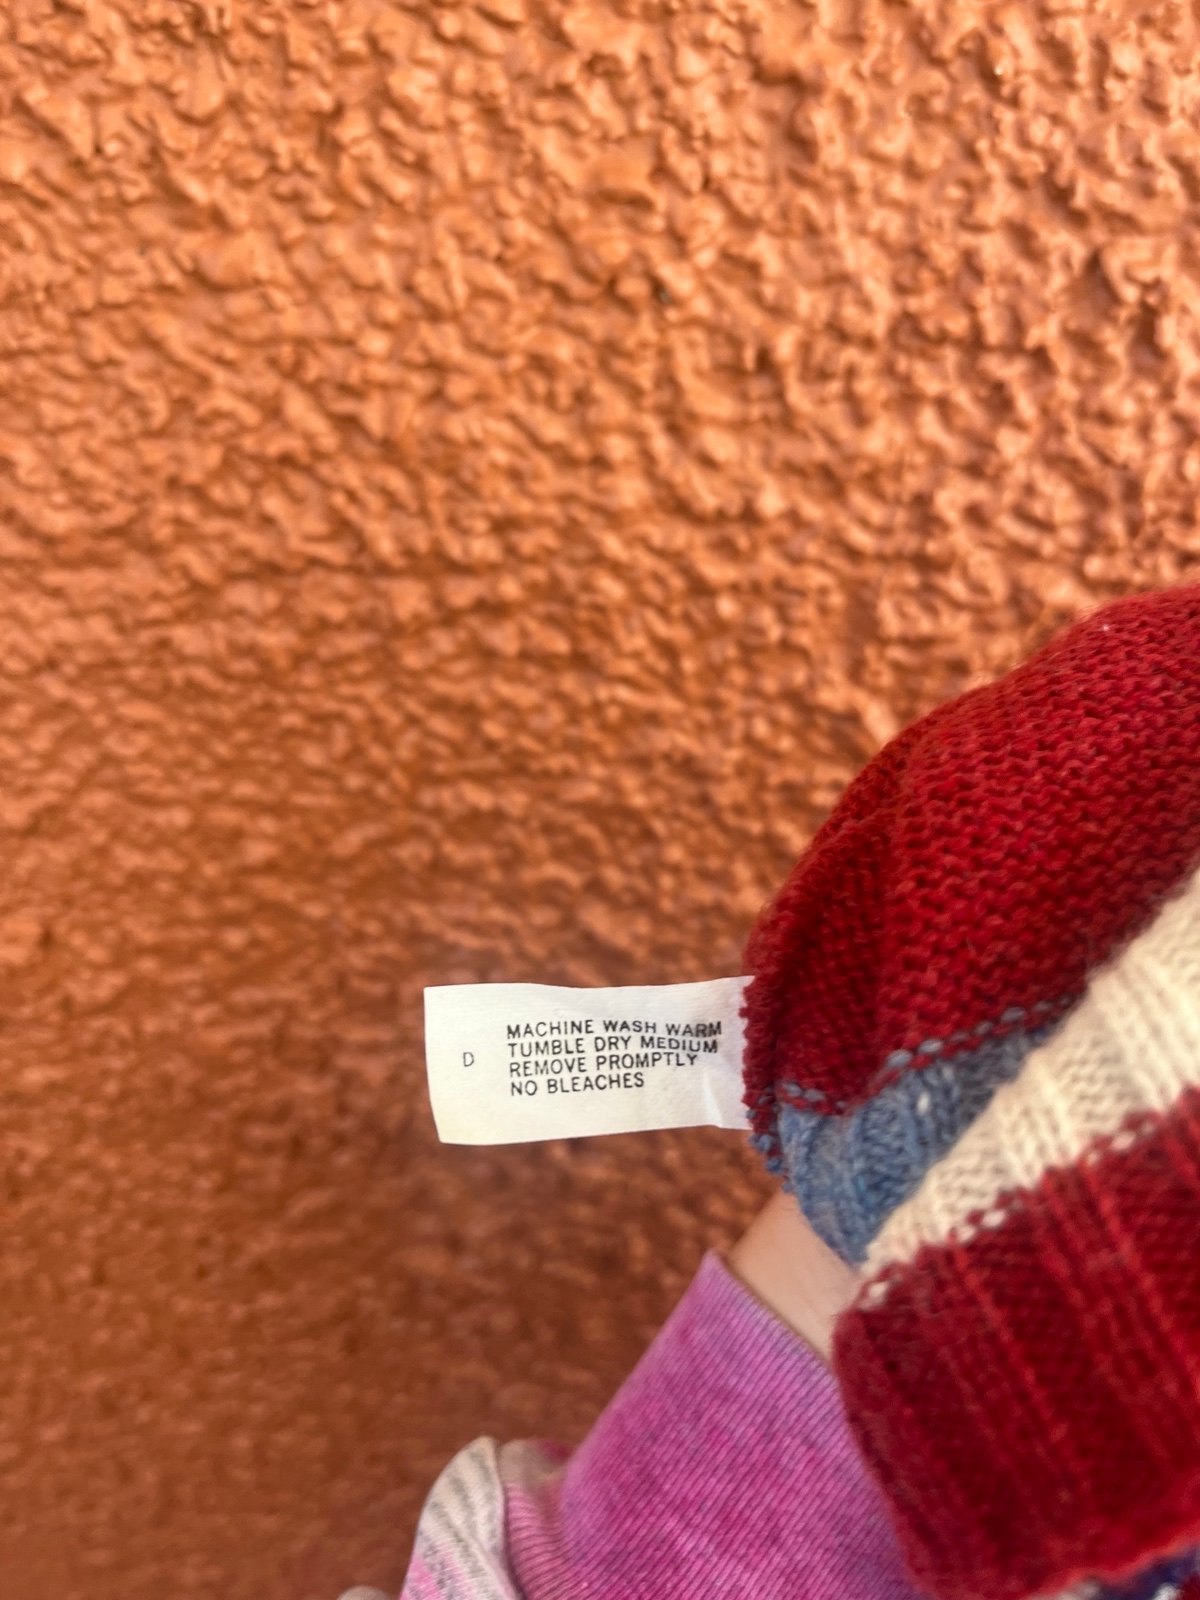 D
MACHINE WASH WARM
TUMBLE DRY MEDIUM
REMOVE PROMPTLY
NO BLEACHES